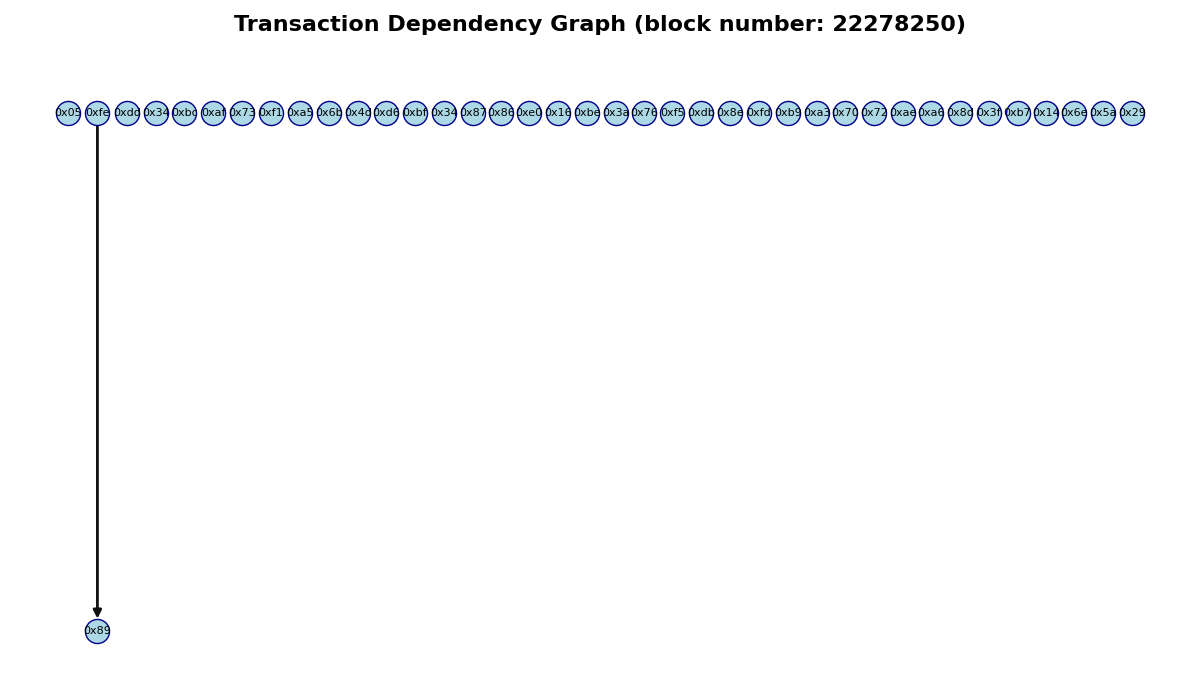 Transaction Dependency Graph (block number: 22278250)
0x05 0xfe 0xdd 0x34 0xbc 0xaf 0x73 0xf1 0xa5 0x6b 0x4d 0xd6 0xbf 0x34 0x87 0x86 0xe0 0x16 0xbe 0x3a 0x76 0xf5 0xdb 0x8e 0xfd 0xb9 0xa3 0x70 0x72 0xae 0xa6 0x8d 0x3f 0xb7 0x14 0x6e 0x5a 0x29
0x89